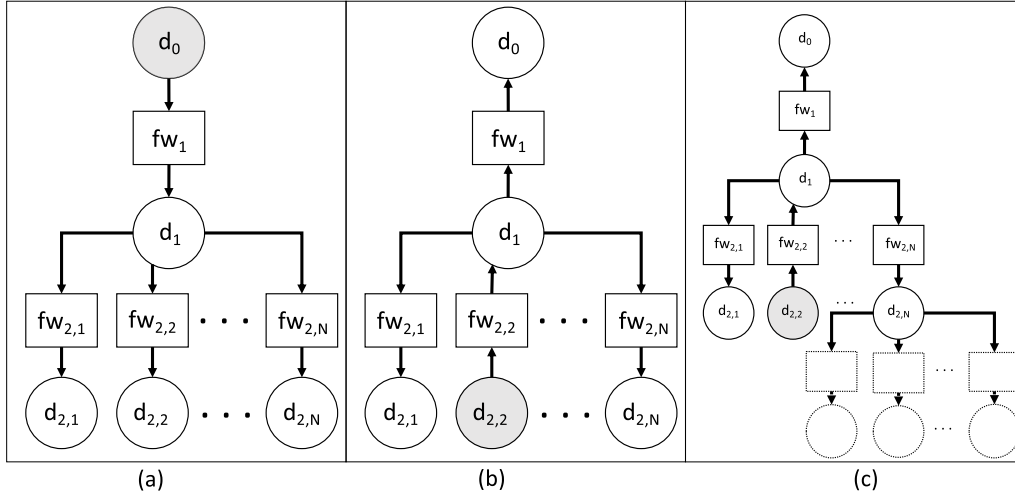 d0
fw1
d1
fw2,1 fw2,2 . . . fw2,N
d2,1 d2,2 . . . d2,N
(a)
d0
fw1
d1
fw2,1 fw2,2 . . . fw2,N
d2,1 d2,2 . . . d2,N
(b)
d0
fw1
d1
fw2,1 fw2,2 . . . fw2,N
d2,1 d2,2 . . . d2,N
. . .
. . .
(c)